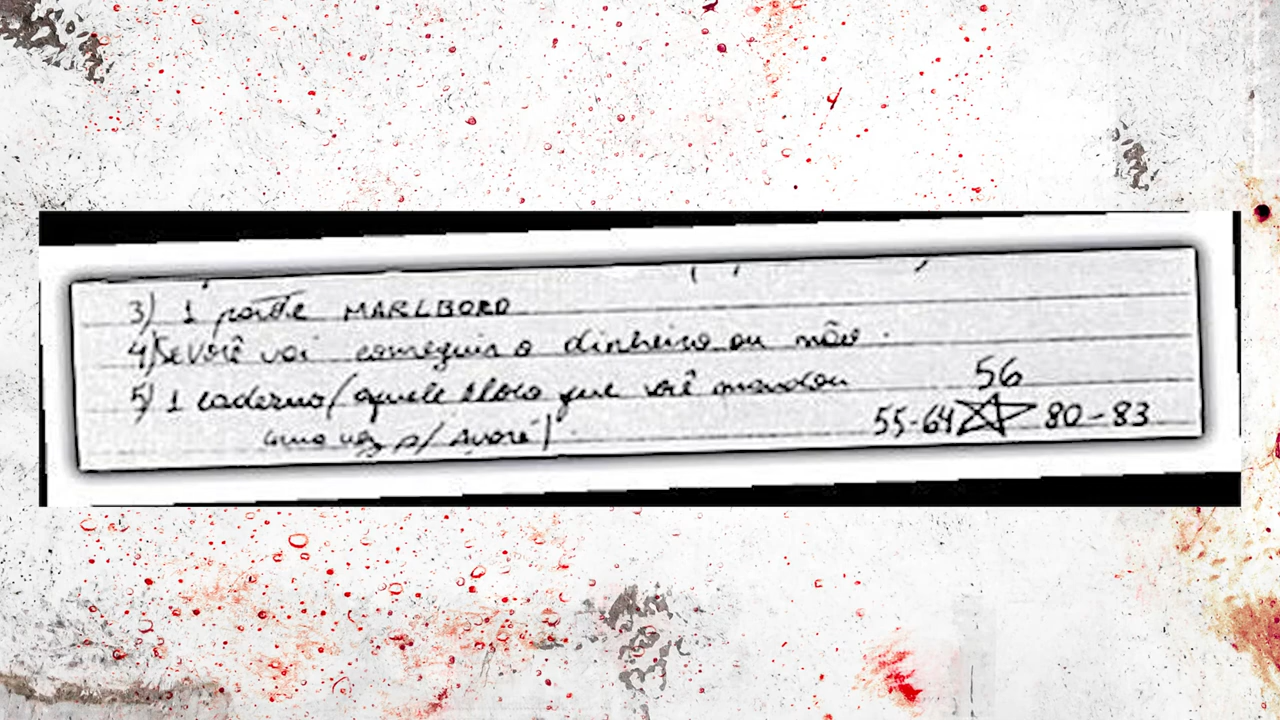 3) 1 pacote MARLBORO
4) Se você vai conseguir o dinheiro ou não.
5) 1 caderno/(aquele bloco que você mandou
uma vez p/ Avaré)
56
55-64 80-83